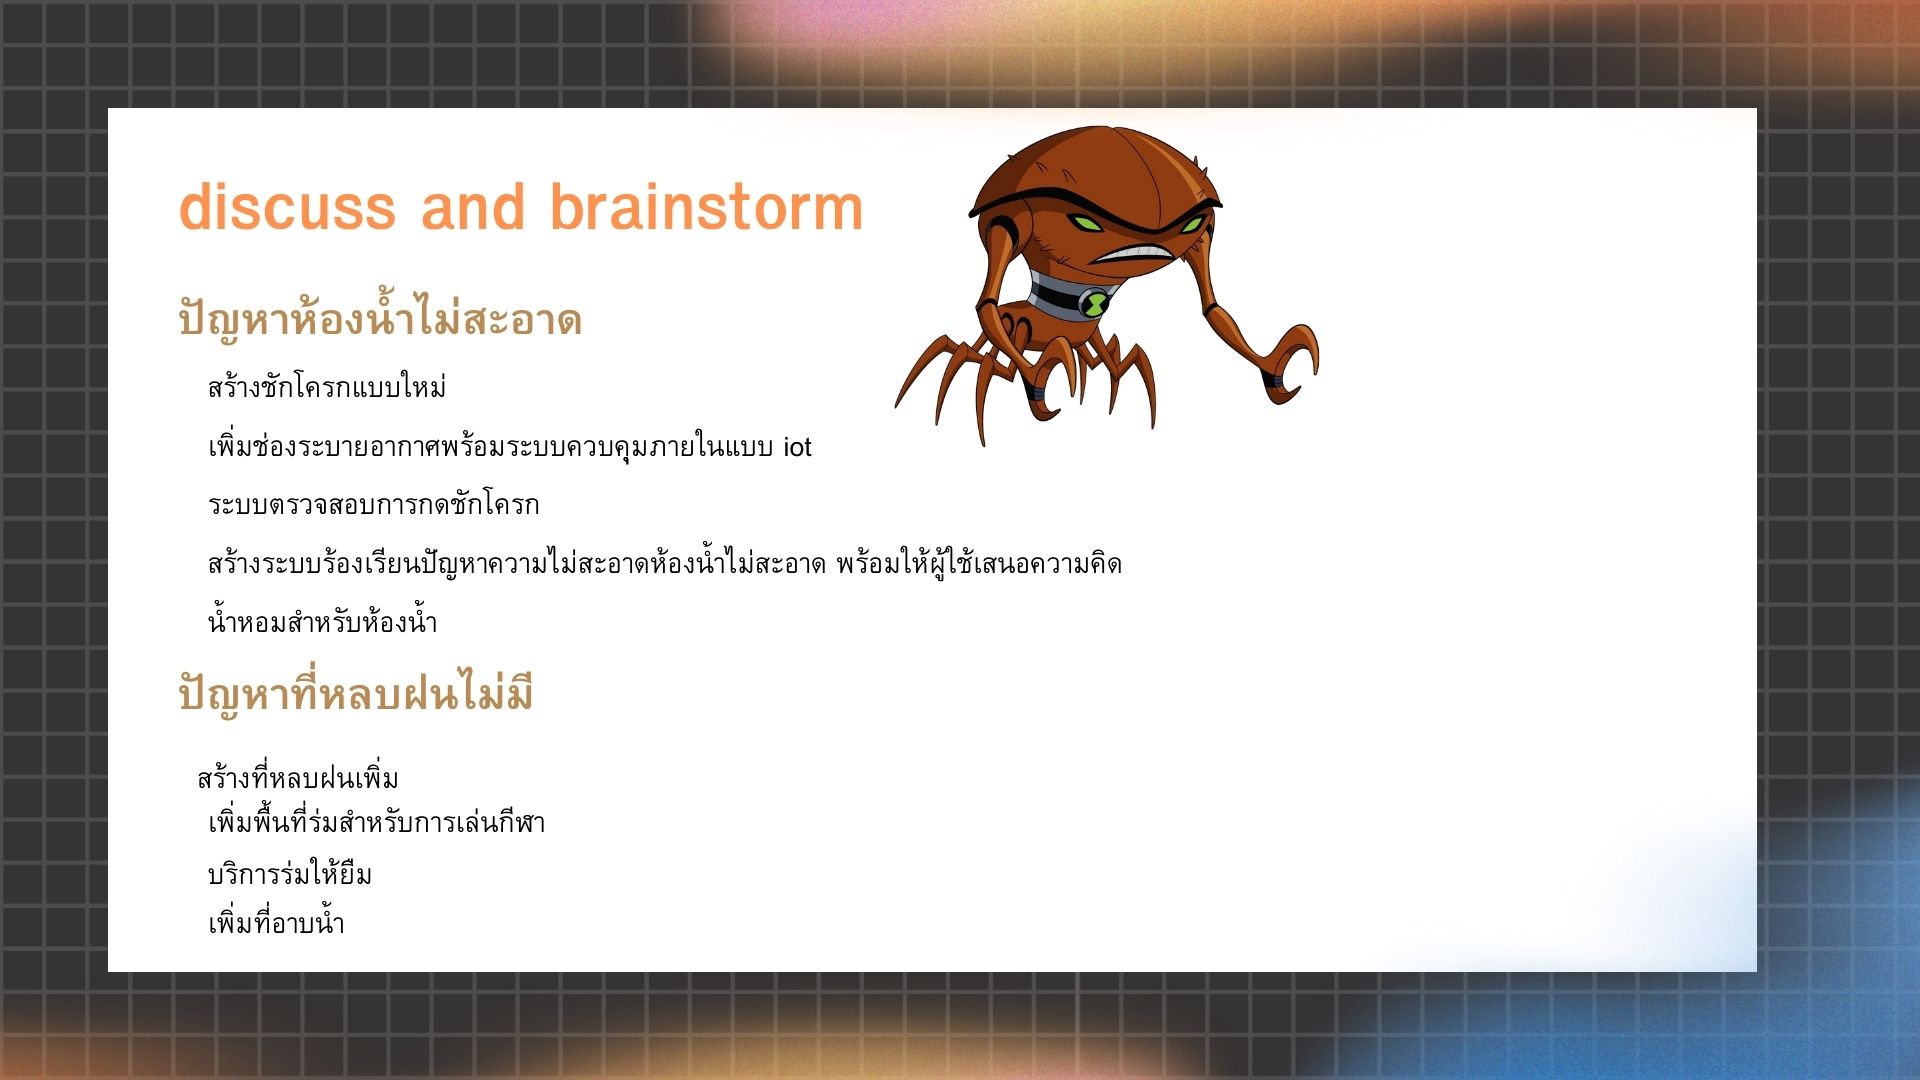 discuss and brainstorm
ปัญหาห้องน้ำไม่สะอาด
สร้างชักโครกแบบใหม่
เพิ่มช่องระบายอากาศพร้อมระบบควบคุมภายในแบบ iot
ระบบตรวจสอบการกดชักโครก
สร้างระบบร้องเรียนปัญหาความไม่สะอาดห้องน้ำไม่สะอาด พร้อมให้ผู้ใช้เสนอความคิด
น้ำหอมสำหรับห้องน้ำ
ปัญหาที่หลบฝนไม่มี
สร้างที่หลบฝนเพิ่ม
เพิ่มพื้นที่ร่มสำหรับการเล่นกีฬา
บริการร่มให้ยืม
เพิ่มที่อาบน้ำ